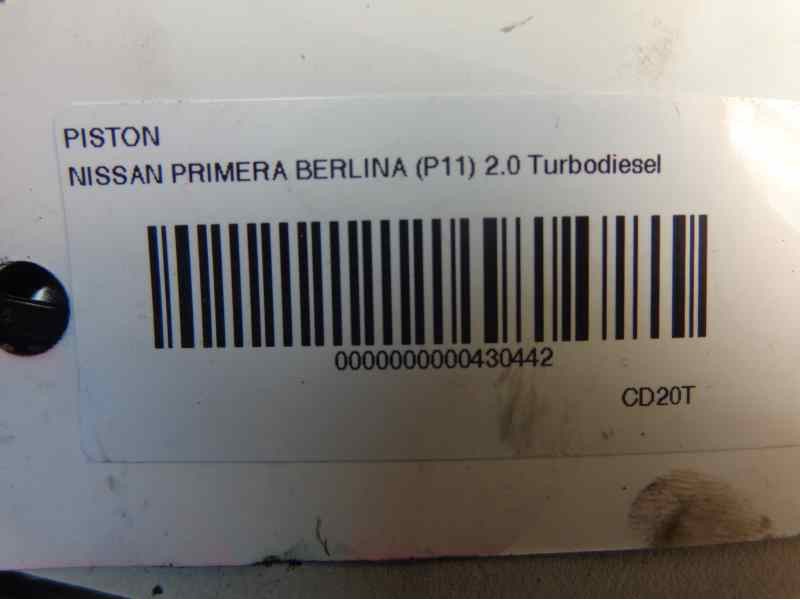 PISTON
NISSAN PRIMERA BERLINA (P11) 2.0 Turbodiesel
0000000000430442
CD20T